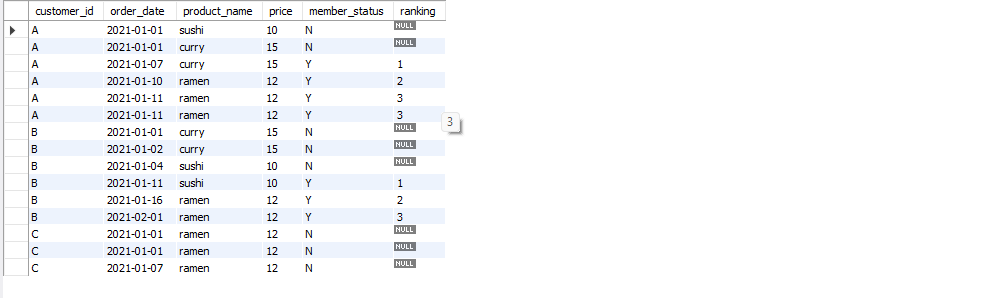 customer_id order_date product_name price member_status ranking
A 2021-01-01 sushi 10 N NULL
A 2021-01-01 curry 15 N NULL
A 2021-01-07 curry 15 Y 1
A 2021-01-10 ramen 12 Y 2
A 2021-01-11 ramen 12 Y 3
A 2021-01-11 ramen 12 Y 3
3
B 2021-01-01 curry 15 N NULL
B 2021-01-02 curry 15 N NULL
B 2021-01-04 sushi 10 N NULL
B 2021-01-11 sushi 10 Y 1
B 2021-01-16 ramen 12 Y 2
B 2021-02-01 ramen 12 Y 3
C 2021-01-01 ramen 12 N NULL
C 2021-01-01 ramen 12 N NULL
C 2021-01-07 ramen 12 N NULL